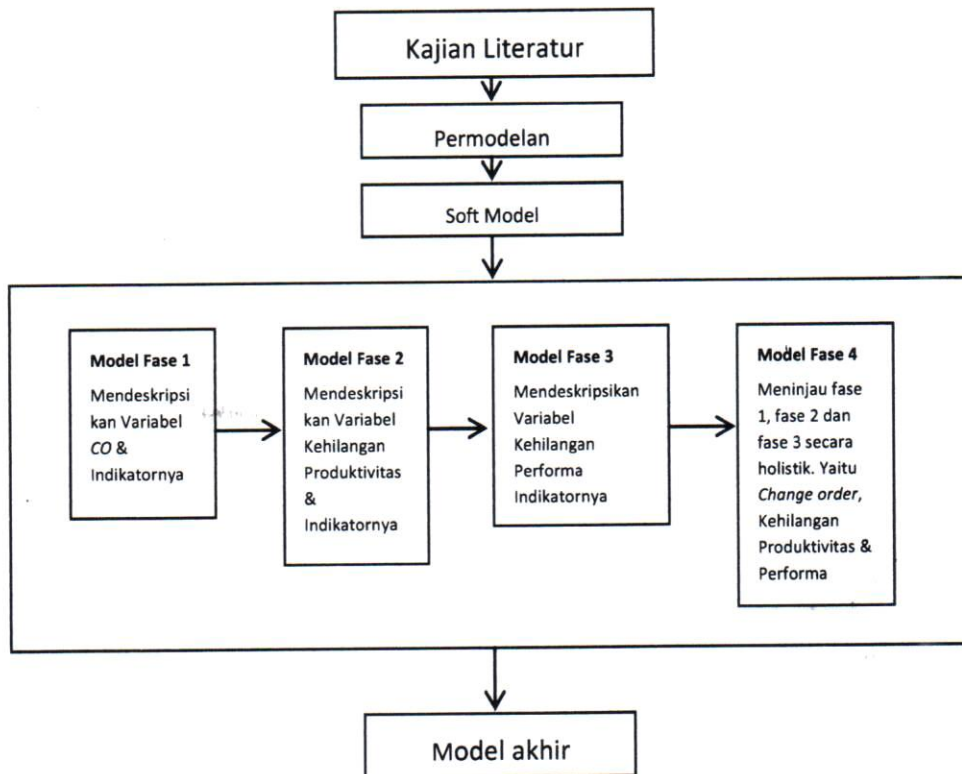 Kajian Literatur
Permodelan
Soft Model
Model Fase 1
Mendeskripsi
kan Variabel
CO &
Indikatornya
Model Fase 2
Mendeskripsi
kan Variabel
Kehilangan
Produktivitas
&
Indikatornya
Model Fase 3
Mendeskripsikan
Variabel
Kehilangan
Performa
Indikatornya
Model Fase 4
Meninjau fase
1, fase 2 dan
fase 3 secara
holistik. Yaitu
Change order,
Kehilangan
Produktivitas &
Performa
Model akhir